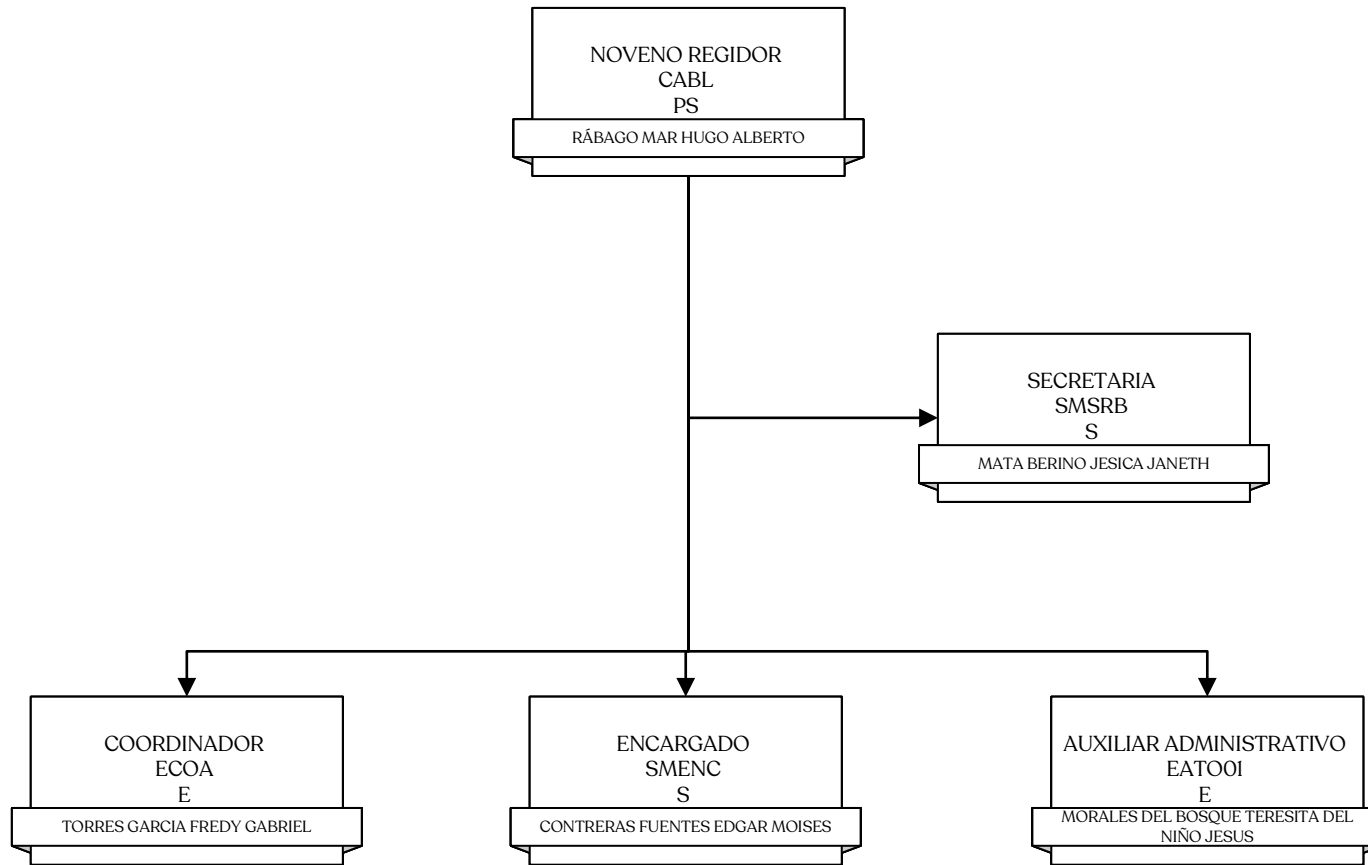 NOVENO REGIDOR
CABL
PS
RÁBAGO MAR HUGO ALBERTO
SECRETARIA
SMSRB
S
MATA BERINO JESICA JANETH
COORDINADOR
ECOA
E
TORRES GARCIA FREDY GABRIEL
ENCARGADO
SMENC
S
CONTRERAS FUENTES EDGAR MOISES
AUXILIAR ADMINISTRATIVO
EATO01
E
MORALES DEL BOSQUE TERESITA DEL
NIÑO JESUS